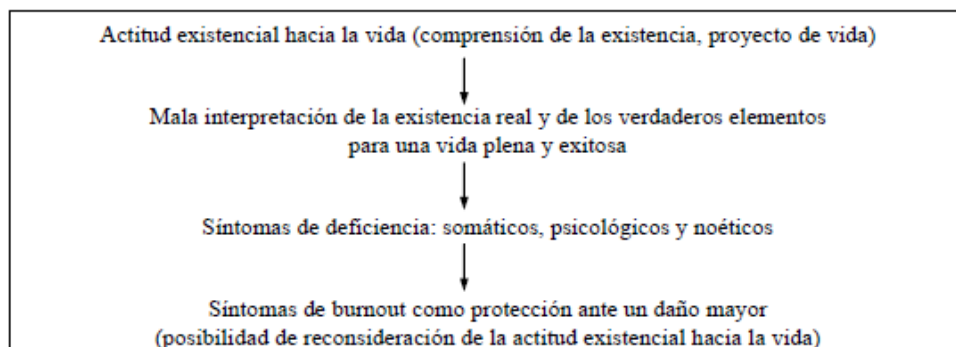 Actitud existencial hacia la vida (comprensión de la existencia, proyecto de vida)
Mala interpretación de la existencia real y de los verdaderos elementos
para una vida plena y exitosa
Síntomas de deficiencia: somáticos, psicológicos y noéticos
Síntomas de burnout como protección ante un daño mayor
(posibilidad de reconsideración de la actitud existencial hacia la vida)